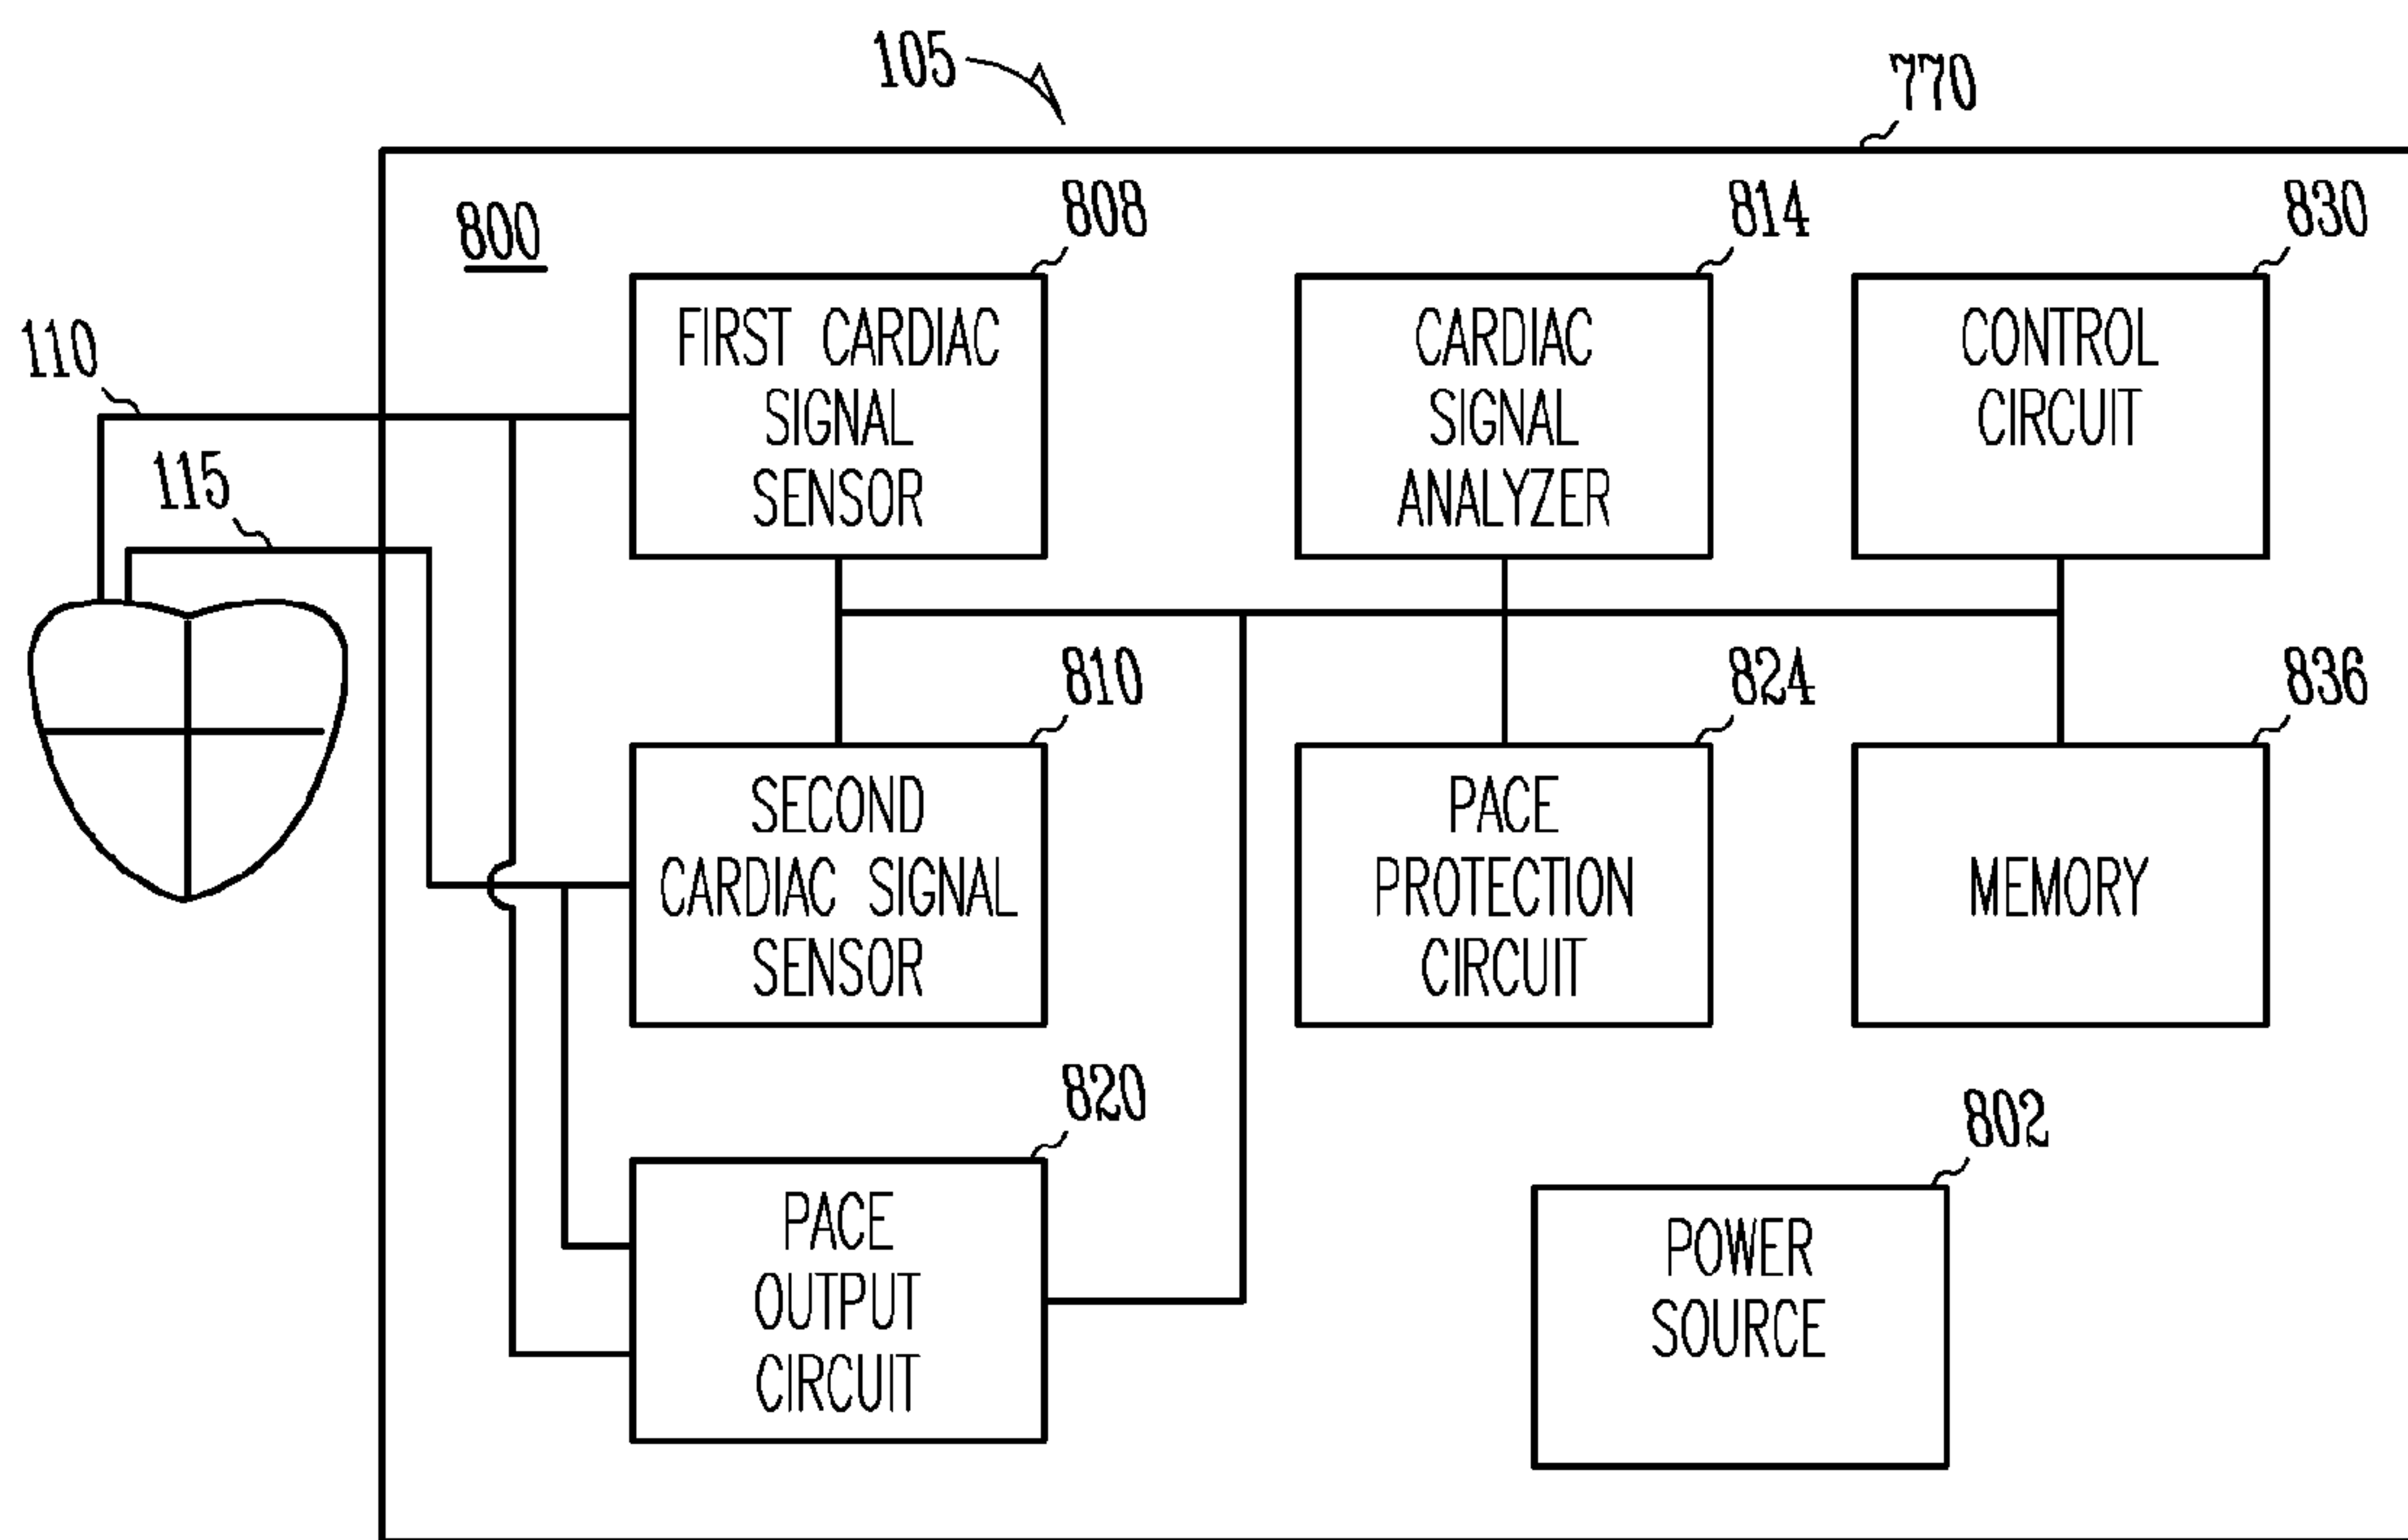 105
770
800
808
814
830
FIRST CARDIAC
SIGNAL
SENSOR
CARDIAC
SIGNAL
ANALYZER
CONTROL
CIRCUIT
110
115
810
824
836
SECOND
CARDIAC SIGNAL
SENSOR
PACE
PROTECTION
CIRCUIT
MEMORY
820
802
PACE
OUTPUT
CIRCUIT
POWER
SOURCE